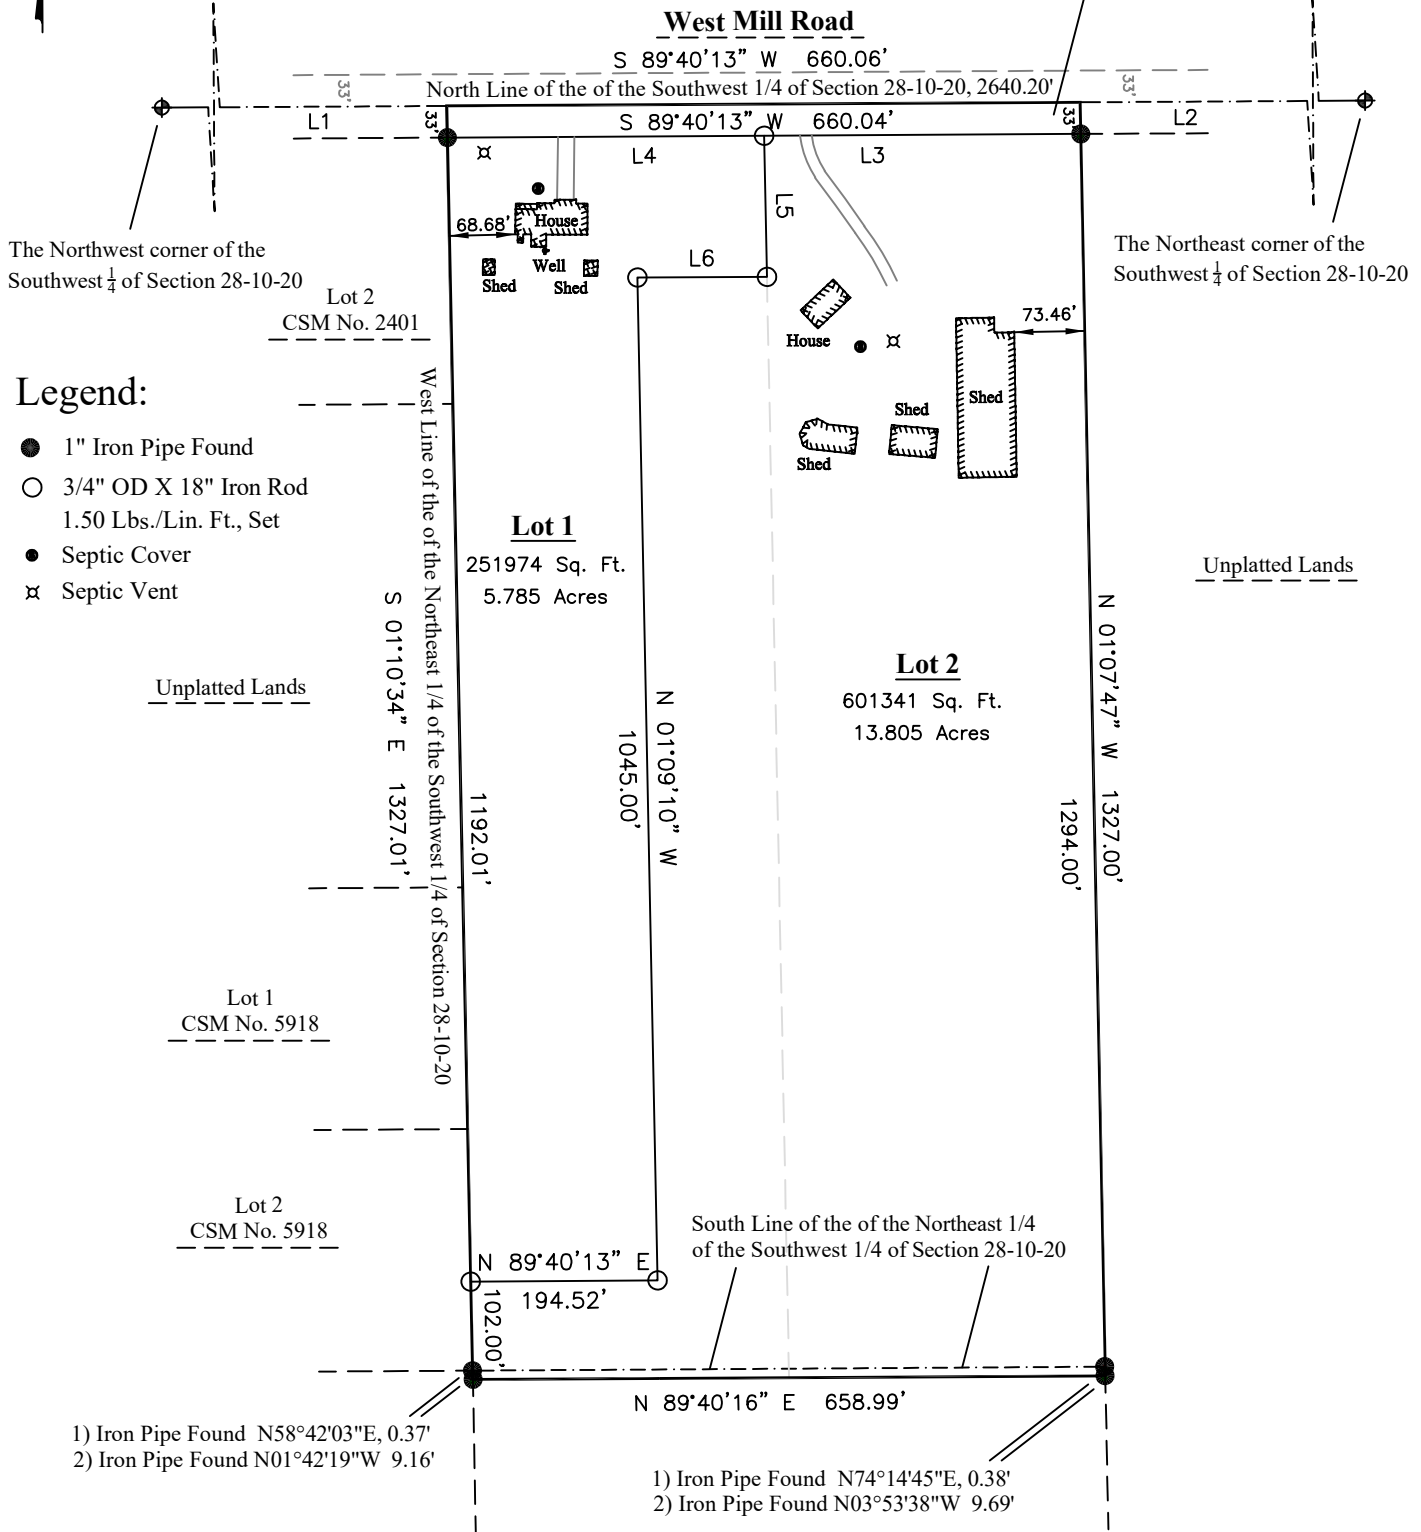 West Mill Road
S 89°40'13" W 660.06'
33'
33'
North Line of the of the Southwest 1/4 of Section 28-10-20, 2640.20'
L1
33'
S 89°40'13" W 660.04'
33'
L2
L4
L3
L5
68.68'
House
L6
Well
Shed
Shed
The Northwest corner of the
Southwest 1/4 of Section 28-10-20
The Northeast corner of the
Southwest 1/4 of Section 28-10-20
Lot 2
CSM No. 2401
73.46'
House
Shed
Shed
Shed
Legend:
1" Iron Pipe Found
3/4" OD X 18" Iron Rod
1.50 Lbs./Lin. Ft., Set
Septic Cover
Septic Vent
West Line of the of the Northeast 1/4 of the Southwest 1/4 of Section 28-10-20
Lot 1
251974 Sq. Ft.
5.785 Acres
Unplatted Lands
S 01°10'34" E 1327.01'
1192.01'
N 01°09'10" W
1045.00'
Lot 2
601341 Sq. Ft.
13.805 Acres
N 01°07'47" W 1327.00'
1294.00'
Unplatted Lands
Lot 1
CSM No. 5918
Lot 2
CSM No. 5918
South Line of the of the Northeast 1/4
of the Southwest 1/4 of Section 28-10-20
N 89°40'13" E
194.52'
102.00'
N 89°40'16" E 658.99'
1) Iron Pipe Found N58°42'03"E, 0.37'
2) Iron Pipe Found N01°42'19"W 9.16'
1) Iron Pipe Found N74°14'45"E, 0.38'
2) Iron Pipe Found N03°53'38"W 9.69'